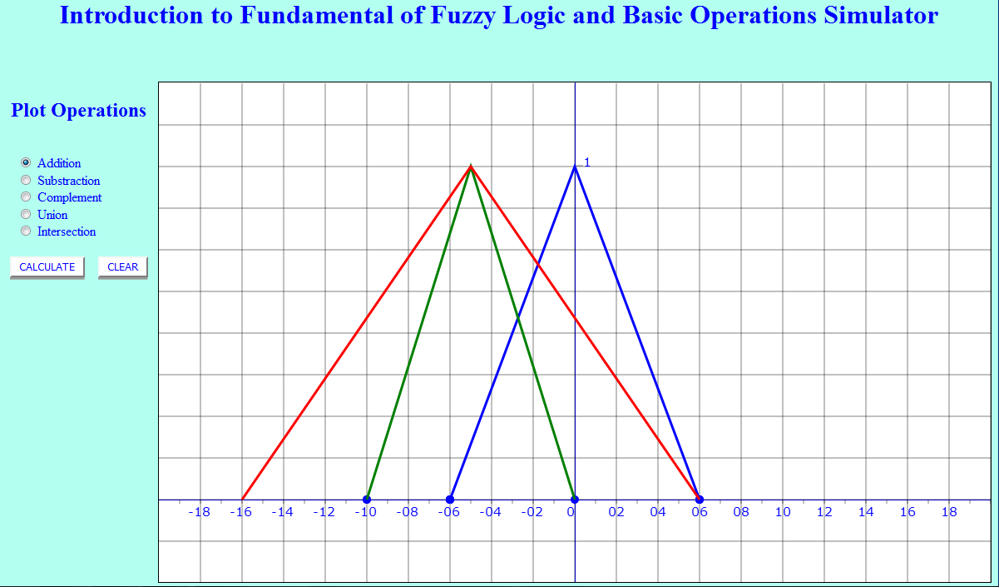 Introduction to Fundamental of Fuzzy Logic and Basic Operations Simulator
Plot Operations
Addition
Substraction
Complement
Union
Intersection
CALCULATE CLEAR
1
-18 -16 -14 -12 -10 -08 -06 -04 -02 0 02 04 06 08 10 12 14 16 18